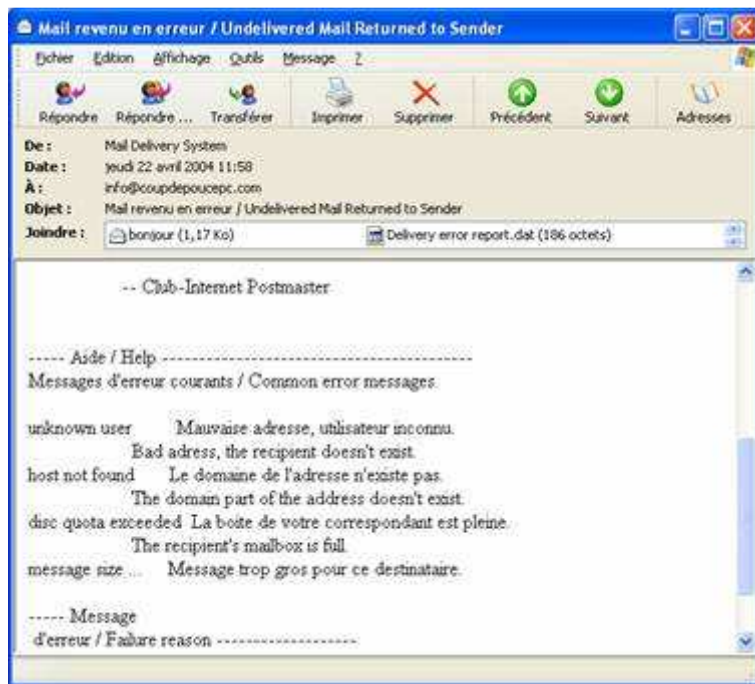 Mail revenu en erreur / Undelivered Mail Returned to Sender
Fichier Edition Affichage Outils Message ?
Répondre Répondre ... Transférer Imprimer Supprimer Précédent Suivant Adresses
De : Mail Delivery System
Date : jeudi 22 avril 2004 11:58
À : info@coupdepoucepc.com
Objet : Mail revenu en erreur / Undelivered Mail Returned to Sender
Joindre : bonjour (1,17 Ko) Delivery error report.dat (186 octets)
-- Club-Internet Postmaster
----- Aide / Help ------------------------------------------
Messages d'erreur courants / Common error messages
unknown user Mauvaise adresse, utilisateur inconnu.
Bad adress, the recipient doesn't exist.
host not found Le domaine de l'adresse n'existe pas.
The domain part of the address doesn't exist.
disc quota exceeded La boite de votre correspondant est pleine.
The recipient's mailbox is full.
message size ... Message trop gros pour ce destinataire.
----- Message
d'erreur / Failure reason -------------------